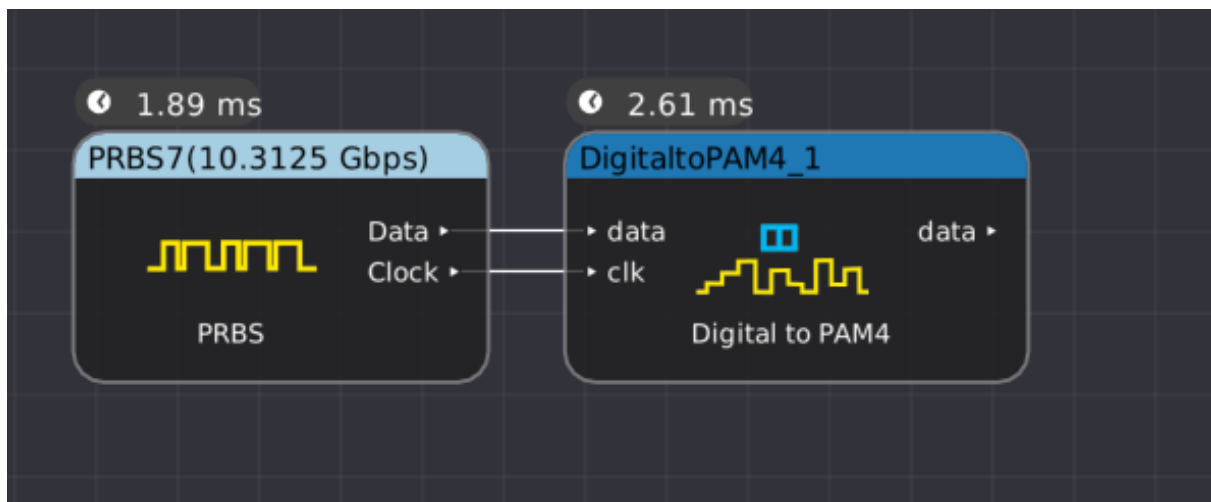 1.89 ms
PRBS7(10.3125 Gbps)
Data
Clock
PRBS
2.61 ms
DigitaltoPAM4_1
data
clk
data
Digital to PAM4